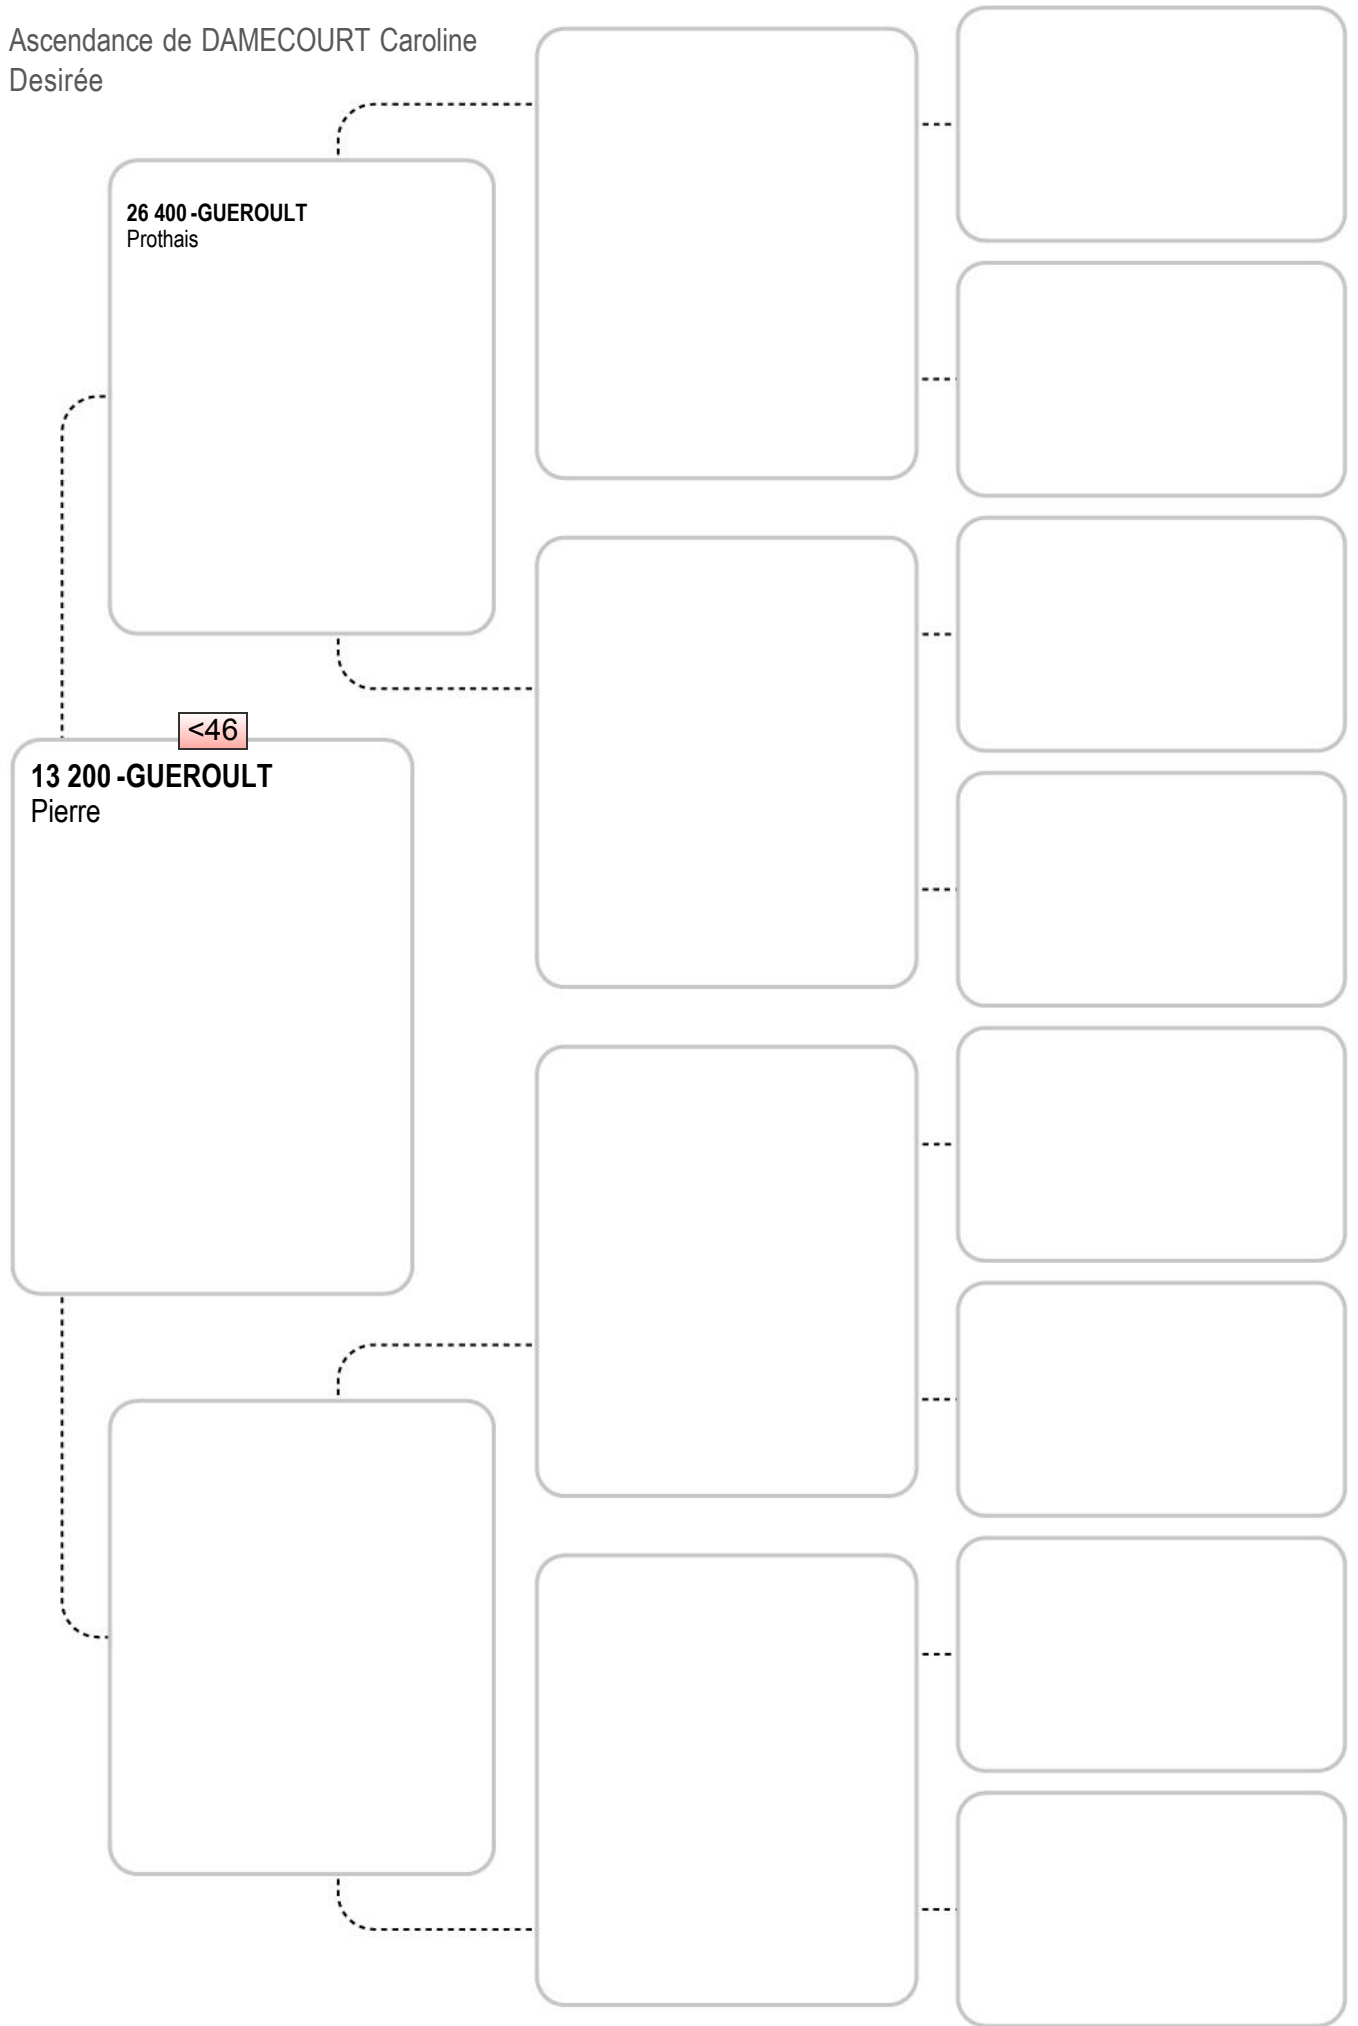 Ascendance de DAMECOURT Caroline
Desirée
26 400 -GUEROULT
Prothais
<46
13 200 -GUEROULT
Pierre